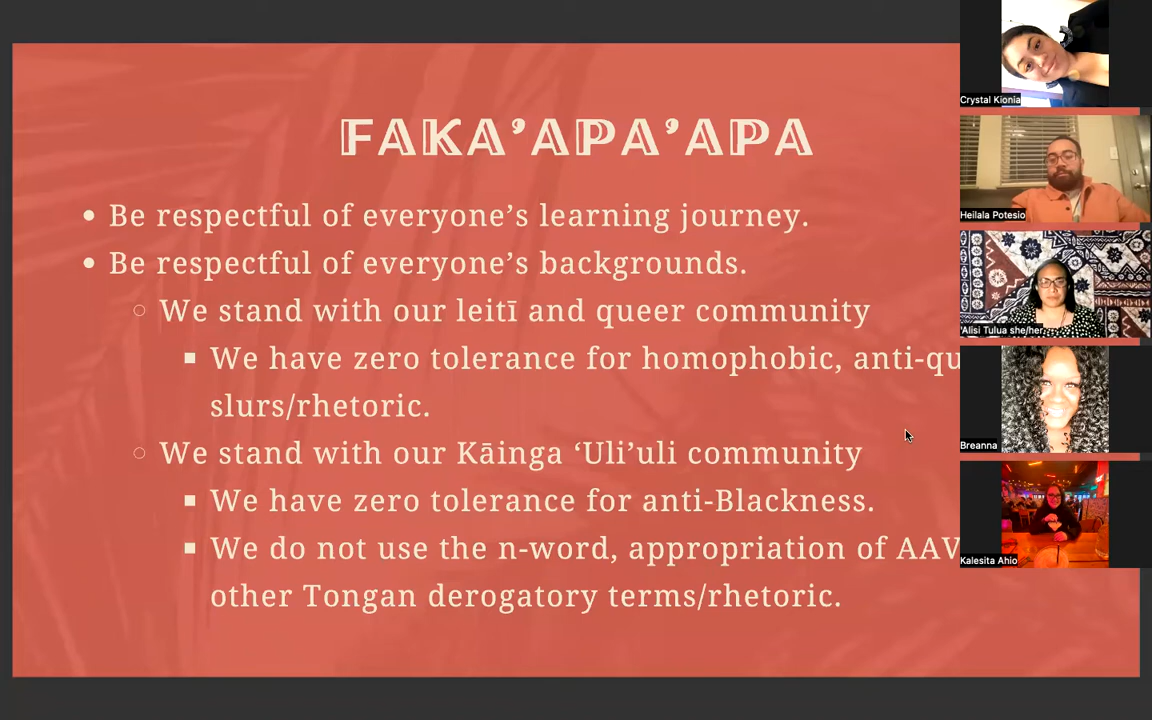 FAKA’APA’APA
Be respectful of everyone’s learning journey.
Be respectful of everyone’s backgrounds.
We stand with our leitī and queer community
We have zero tolerance for homophobic,
slurs/rhetoric.
We stand with our Kāinga ‘Uli’uli community
We have zero tolerance for anti-Blackness.
We do not use the n-word, appropriation of
other Tongan derogatory terms/rhetoric.
Crystal Kionia
Heilala Potesio
'Alisi Tulua she/her
Breanna
Kalesita Ahio